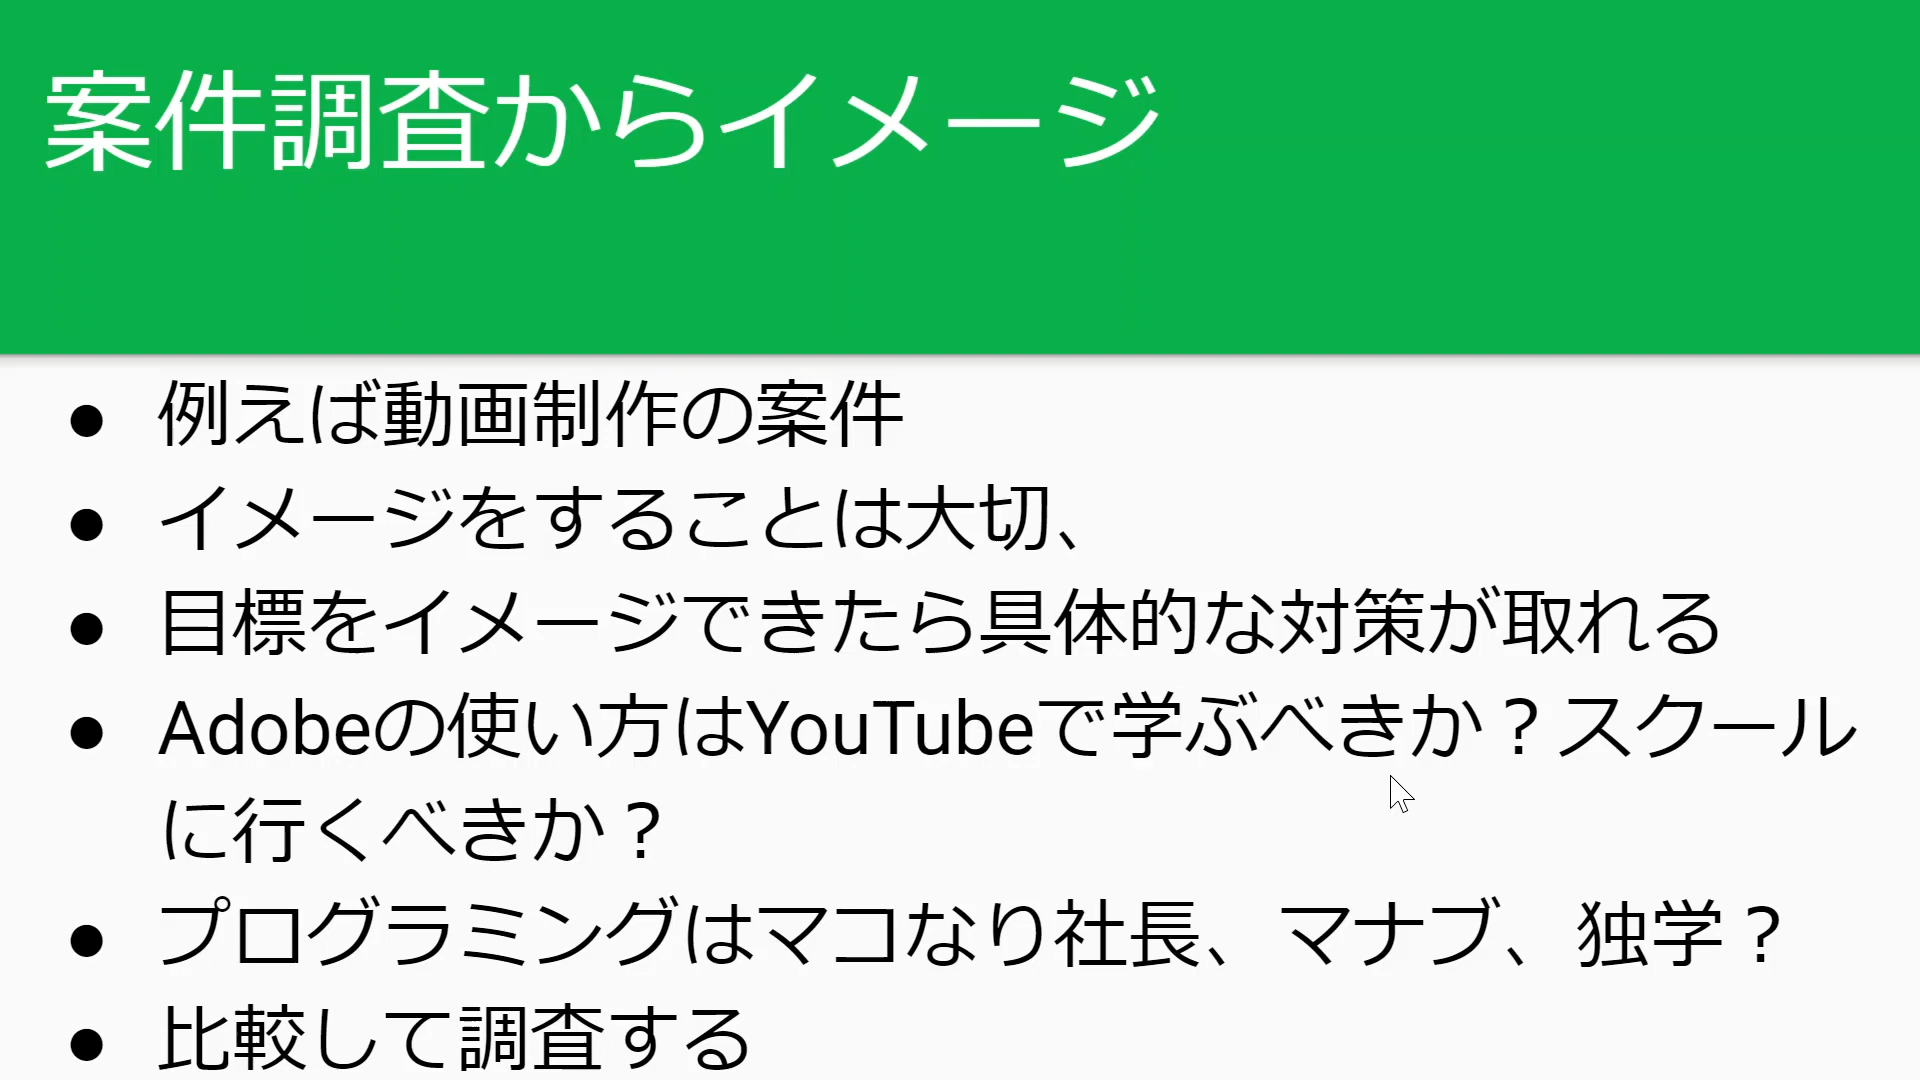 案件調査からイメージ
● 例えば動画制作の案件
● イメージをすることは大切、
● 目標をイメージできたら具体的な対策が取れる
● Adobeの使い方はYouTubeで学ぶべきか？スクール
に行くべきか？
● プログラミングはマコなり社長、マナブ、独学？
● 比較して調査する